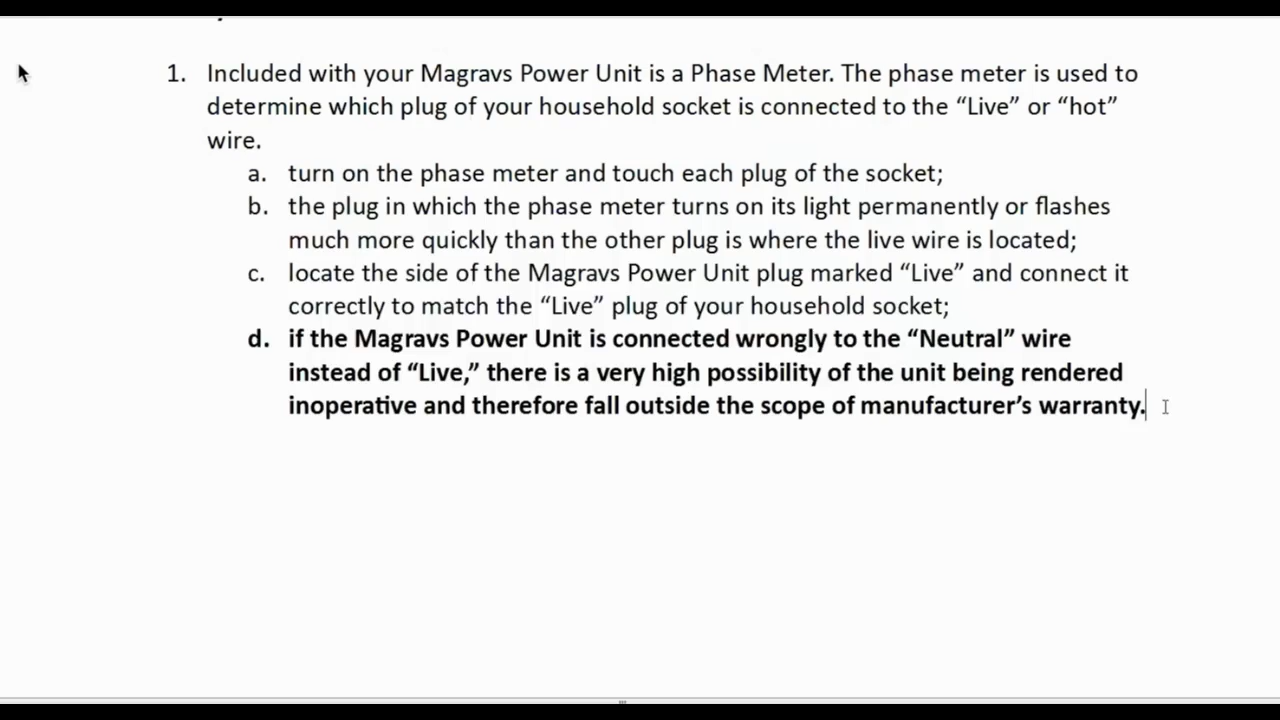 1. Included with your Magravs Power Unit is a Phase Meter. The phase meter is used to
determine which plug of your household socket is connected to the “Live” or “hot”
wire.
a. turn on the phase meter and touch each plug of the socket;
b. the plug in which the phase meter turns on its light permanently or flashes
much more quickly than the other plug is where the live wire is located;
c. locate the side of the Magravs Power Unit plug marked “Live” and connect it
correctly to match the “Live” plug of your household socket;
d. if the Magravs Power Unit is connected wrongly to the “Neutral” wire
instead of “Live,” there is a very high possibility of the unit being rendered
inoperative and therefore fall outside the scope of manufacturer’s warranty.